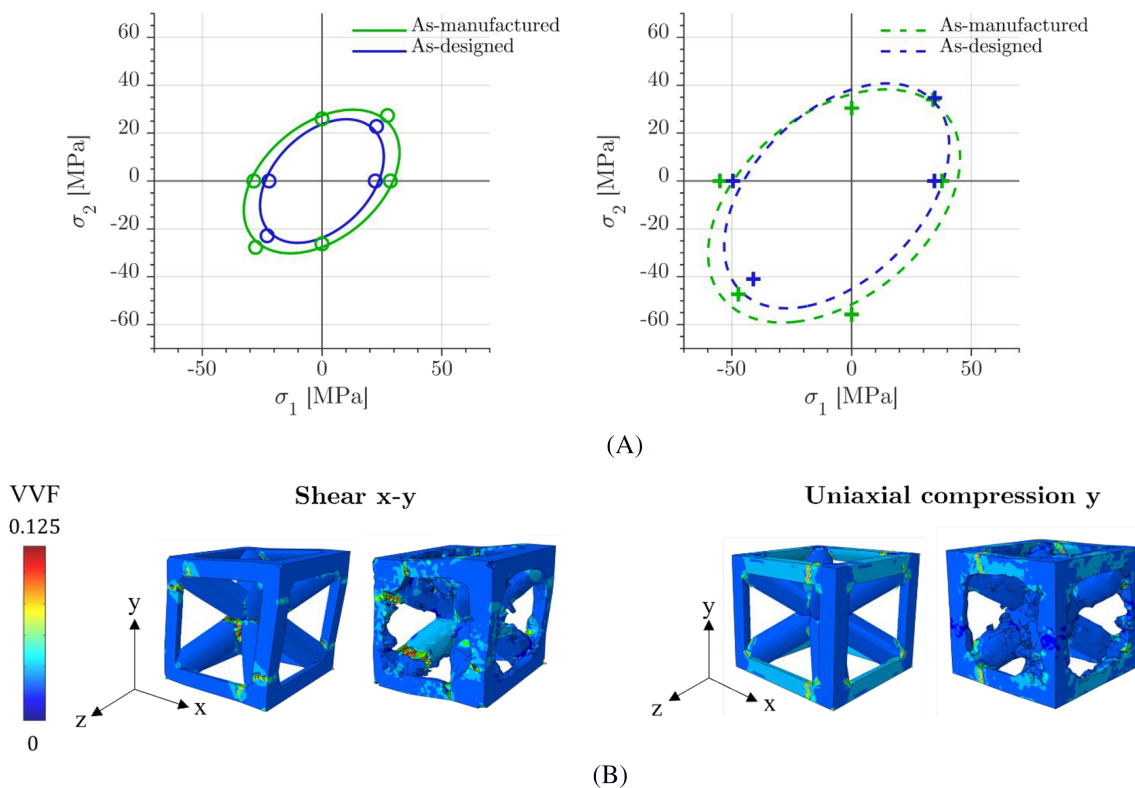 As-manufactured
As-designed
60
40
20
0
-20
-40
-60
σ2 [MPa]
-50
0
50
σ1 [MPa]
As-manufactured
As-designed
60
40
20
0
-20
-40
-60
σ2 [MPa]
-50
0
50
σ1 [MPa]
(A)
VVF
0.125
0
Shear x-y
y
x
z
Uniaxial compression y
y
x
z
(B)